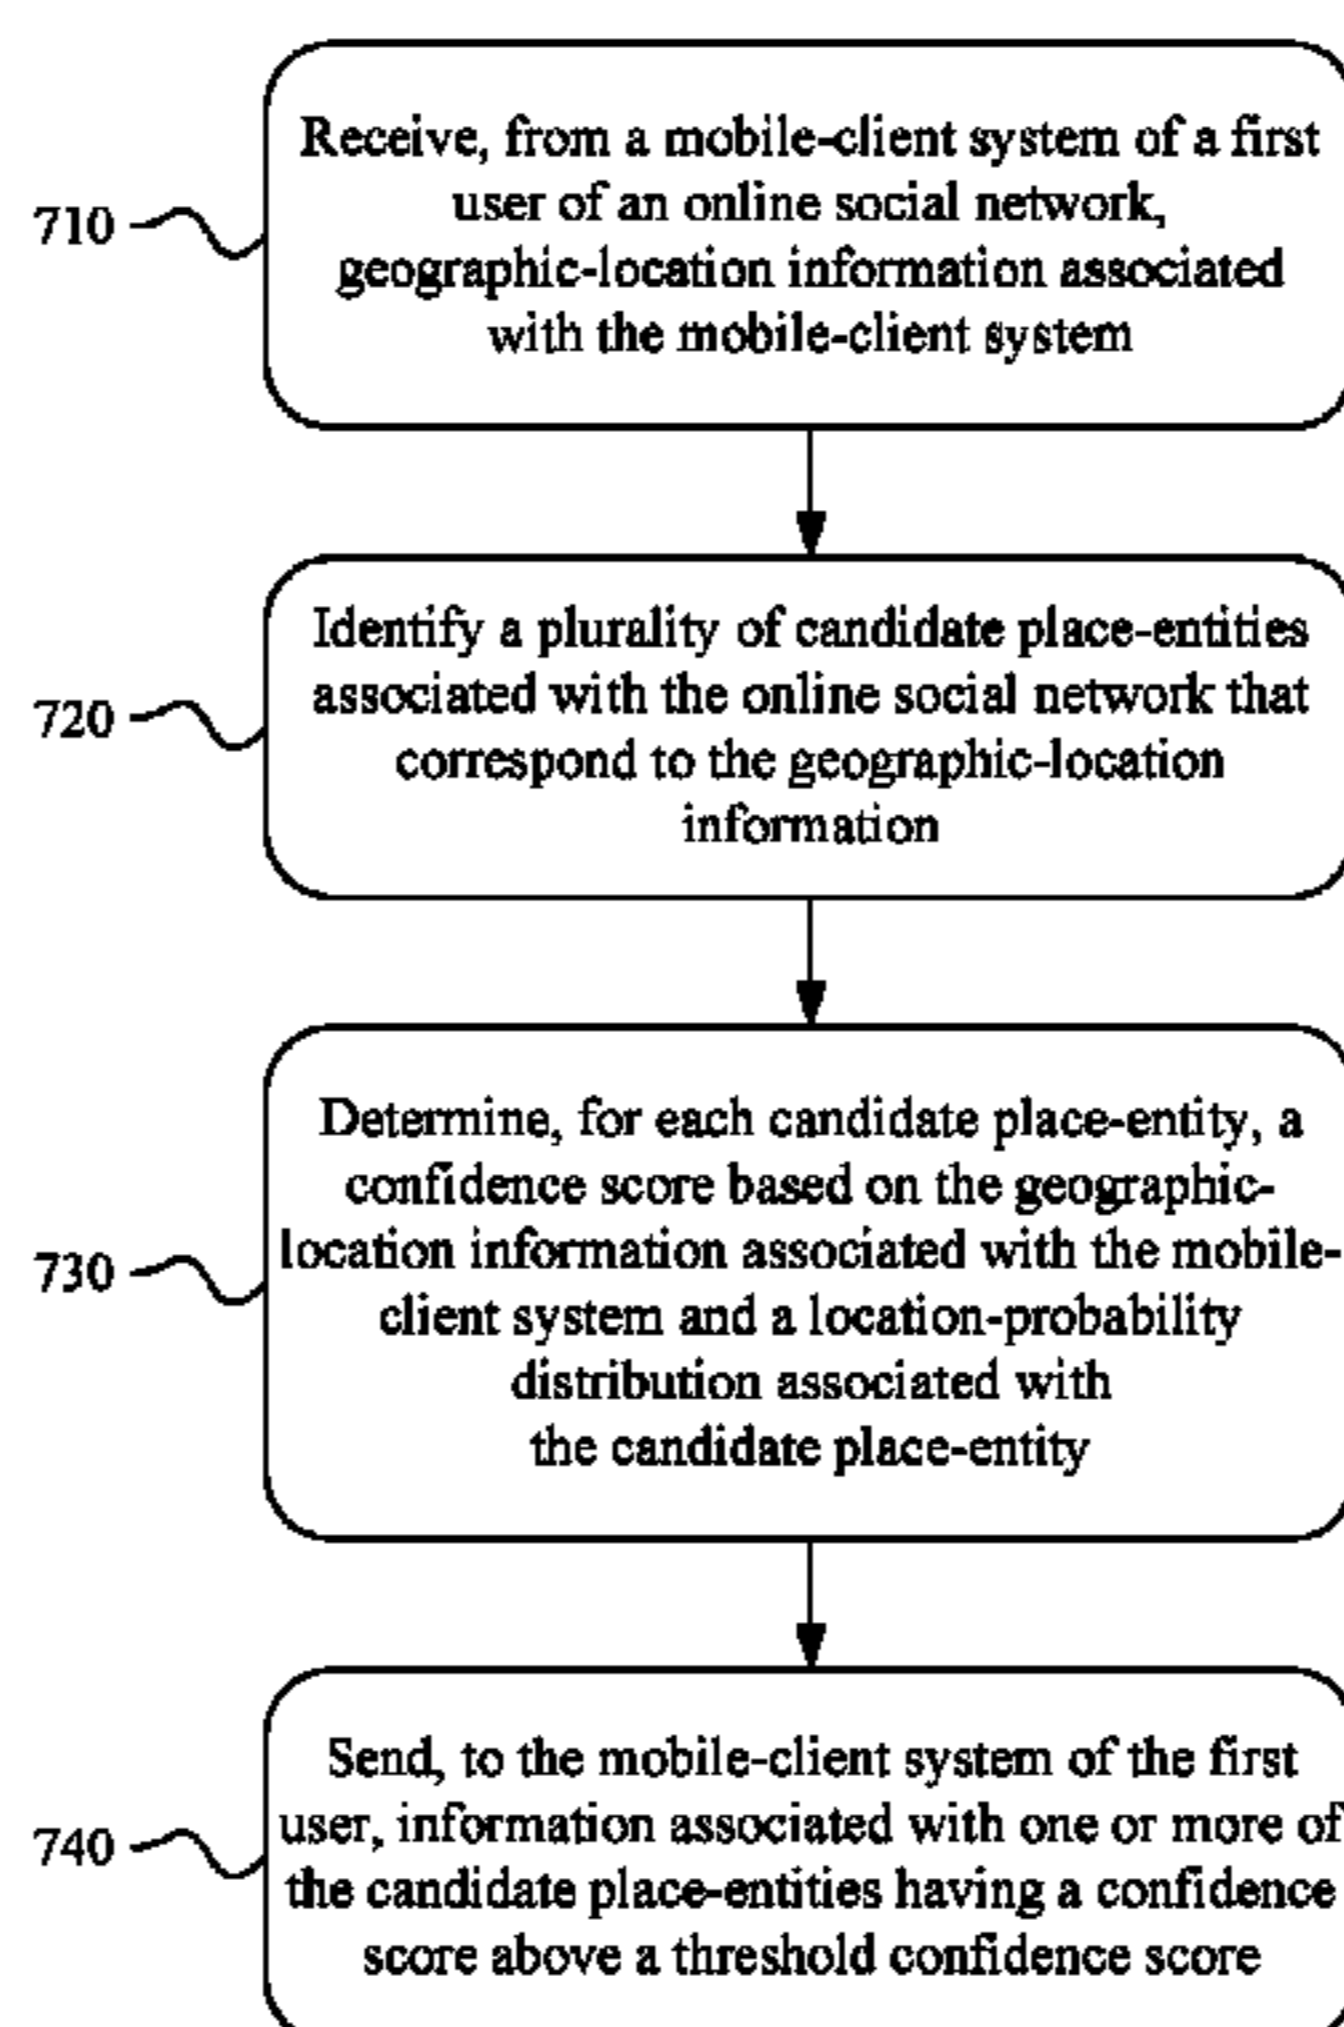 710
Receive, from a mobile-client system of a first
user of an online social network,
geographic-location information associated
with the mobile-client system
720
Identify a plurality of candidate place-entities
associated with the online social network that
correspond to the geographic-location
information
730
Determine, for each candidate place-entity, a
confidence score based on the geographic-
location information associated with the mobile-
client system and a location-probability
distribution associated with
the candidate place-entity
740
Send, to the mobile-client system of the first
user, information associated with one or more of
the candidate place-entities having a confidence
score above a threshold confidence score